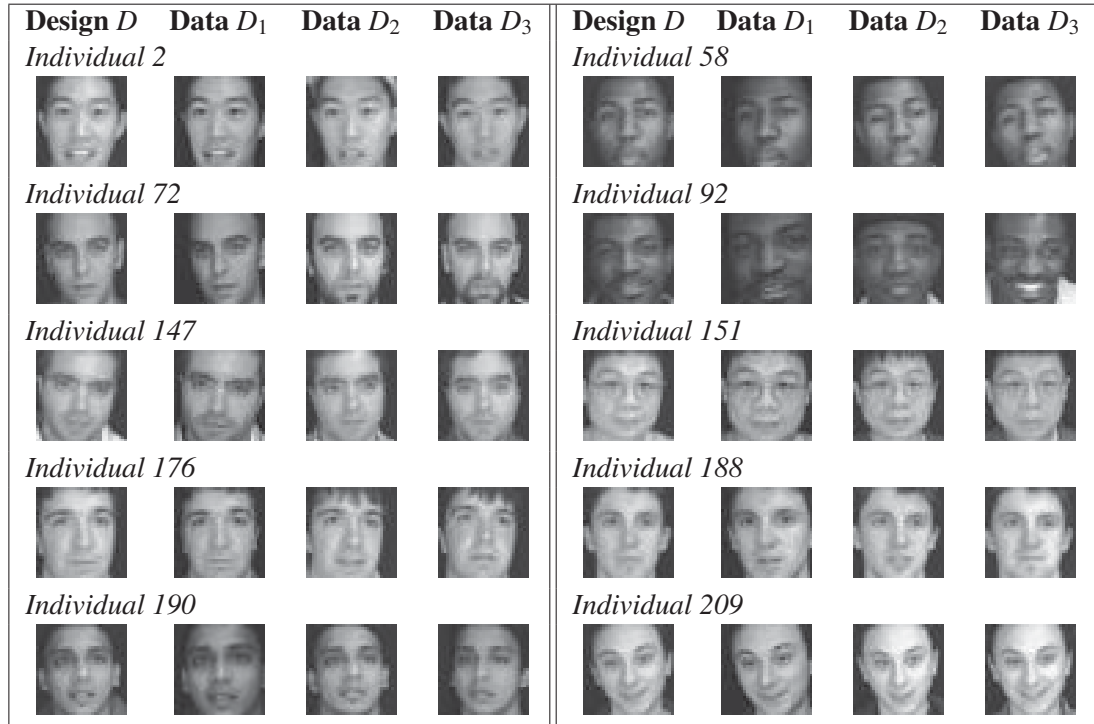 Design D Data D₁ Data D₂ Data D₃ Design D Data D₁ Data D₂ Data D₃
Individual 2 Individual 58
Individual 72 Individual 92
Individual 147 Individual 151
Individual 176 Individual 188
Individual 190 Individual 209